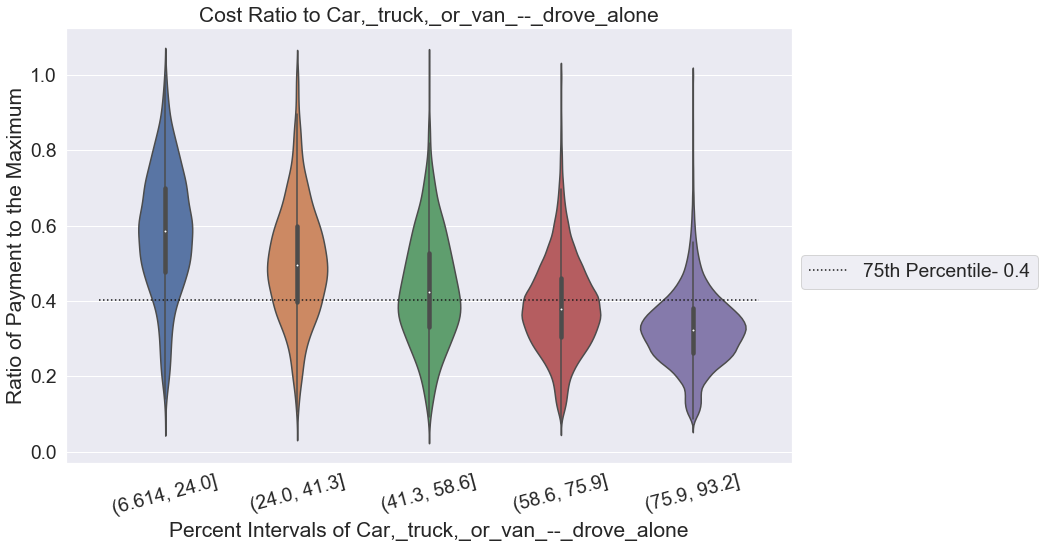 Cost Ratio to Car,_truck,_or_van_--_drove_alone
Ratio of Payment to the Maximum
1.0
0.8
0.6
0.4
0.2
0.0
75th Percentile- 0.4
(6.614, 24.0]
(24.0, 41.3]
(41.3, 58.6]
(58.6, 75.9]
(75.9, 93.2]
Percent Intervals of Car,_truck,_or_van_--_drove_alone